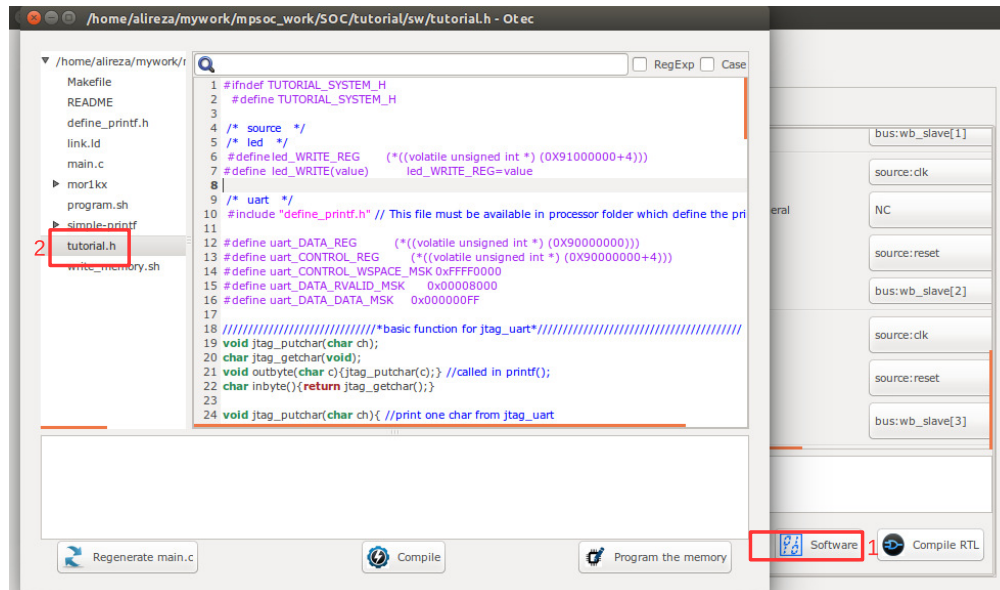 /home/alireza/mywork/mpsoc_work/SOC/tutorial/sw/tutorial.h - Otec
/home/alireza/mywork/r
Makefile
README
define_printf.h
link.ld
main.c
mor1kx
program.sh
simple-printf
2
tutorial.h
write_memory.sh
RegExp
Case
1 #ifndef TUTORIAL_SYSTEM_H
2 #define TUTORIAL_SYSTEM_H
3
4 /* source */
5 /* led */
6 #define led_WRITE_REG (*((volatile unsigned int *) (0X91000000+4)))
7 #define led_WRITE(value) led_WRITE_REG=value
8
9 /* uart */
10 #include "define_printf.h" // This file must be available in processor folder which define the pri
11
12 #define uart_DATA_REG (*((volatile unsigned int *) (0X90000000)))
13 #define uart_CONTROL_REG (*((volatile unsigned int *) (0X90000000+4)))
14 #define uart_CONTROL_WSPACE_MSK 0xFFFF0000
15 #define uart_DATA_RVALID_MSK 0x00008000
16 #define uart_DATA_DATA_MSK 0x000000FF
17
18 //////////////////////////////*basic function for jtag_uart*////////////////////////////////////////
19 void jtag_putchar(char ch);
20 char jtag_getchar(void);
21 void outbyte(char c){jtag_putchar(c);} //called in printf();
22 char inbyte(){return jtag_getchar();}
23
24 void jtag_putchar(char ch){ //print one char from jtag_uart
Regenerate main.c
Compile
Program the memory
bus:wb_slave[1]
source:clk
eral
NC
source:reset
bus:wb_slave[2]
source:clk
source:reset
bus:wb_slave[3]
Software
1
Compile RTL